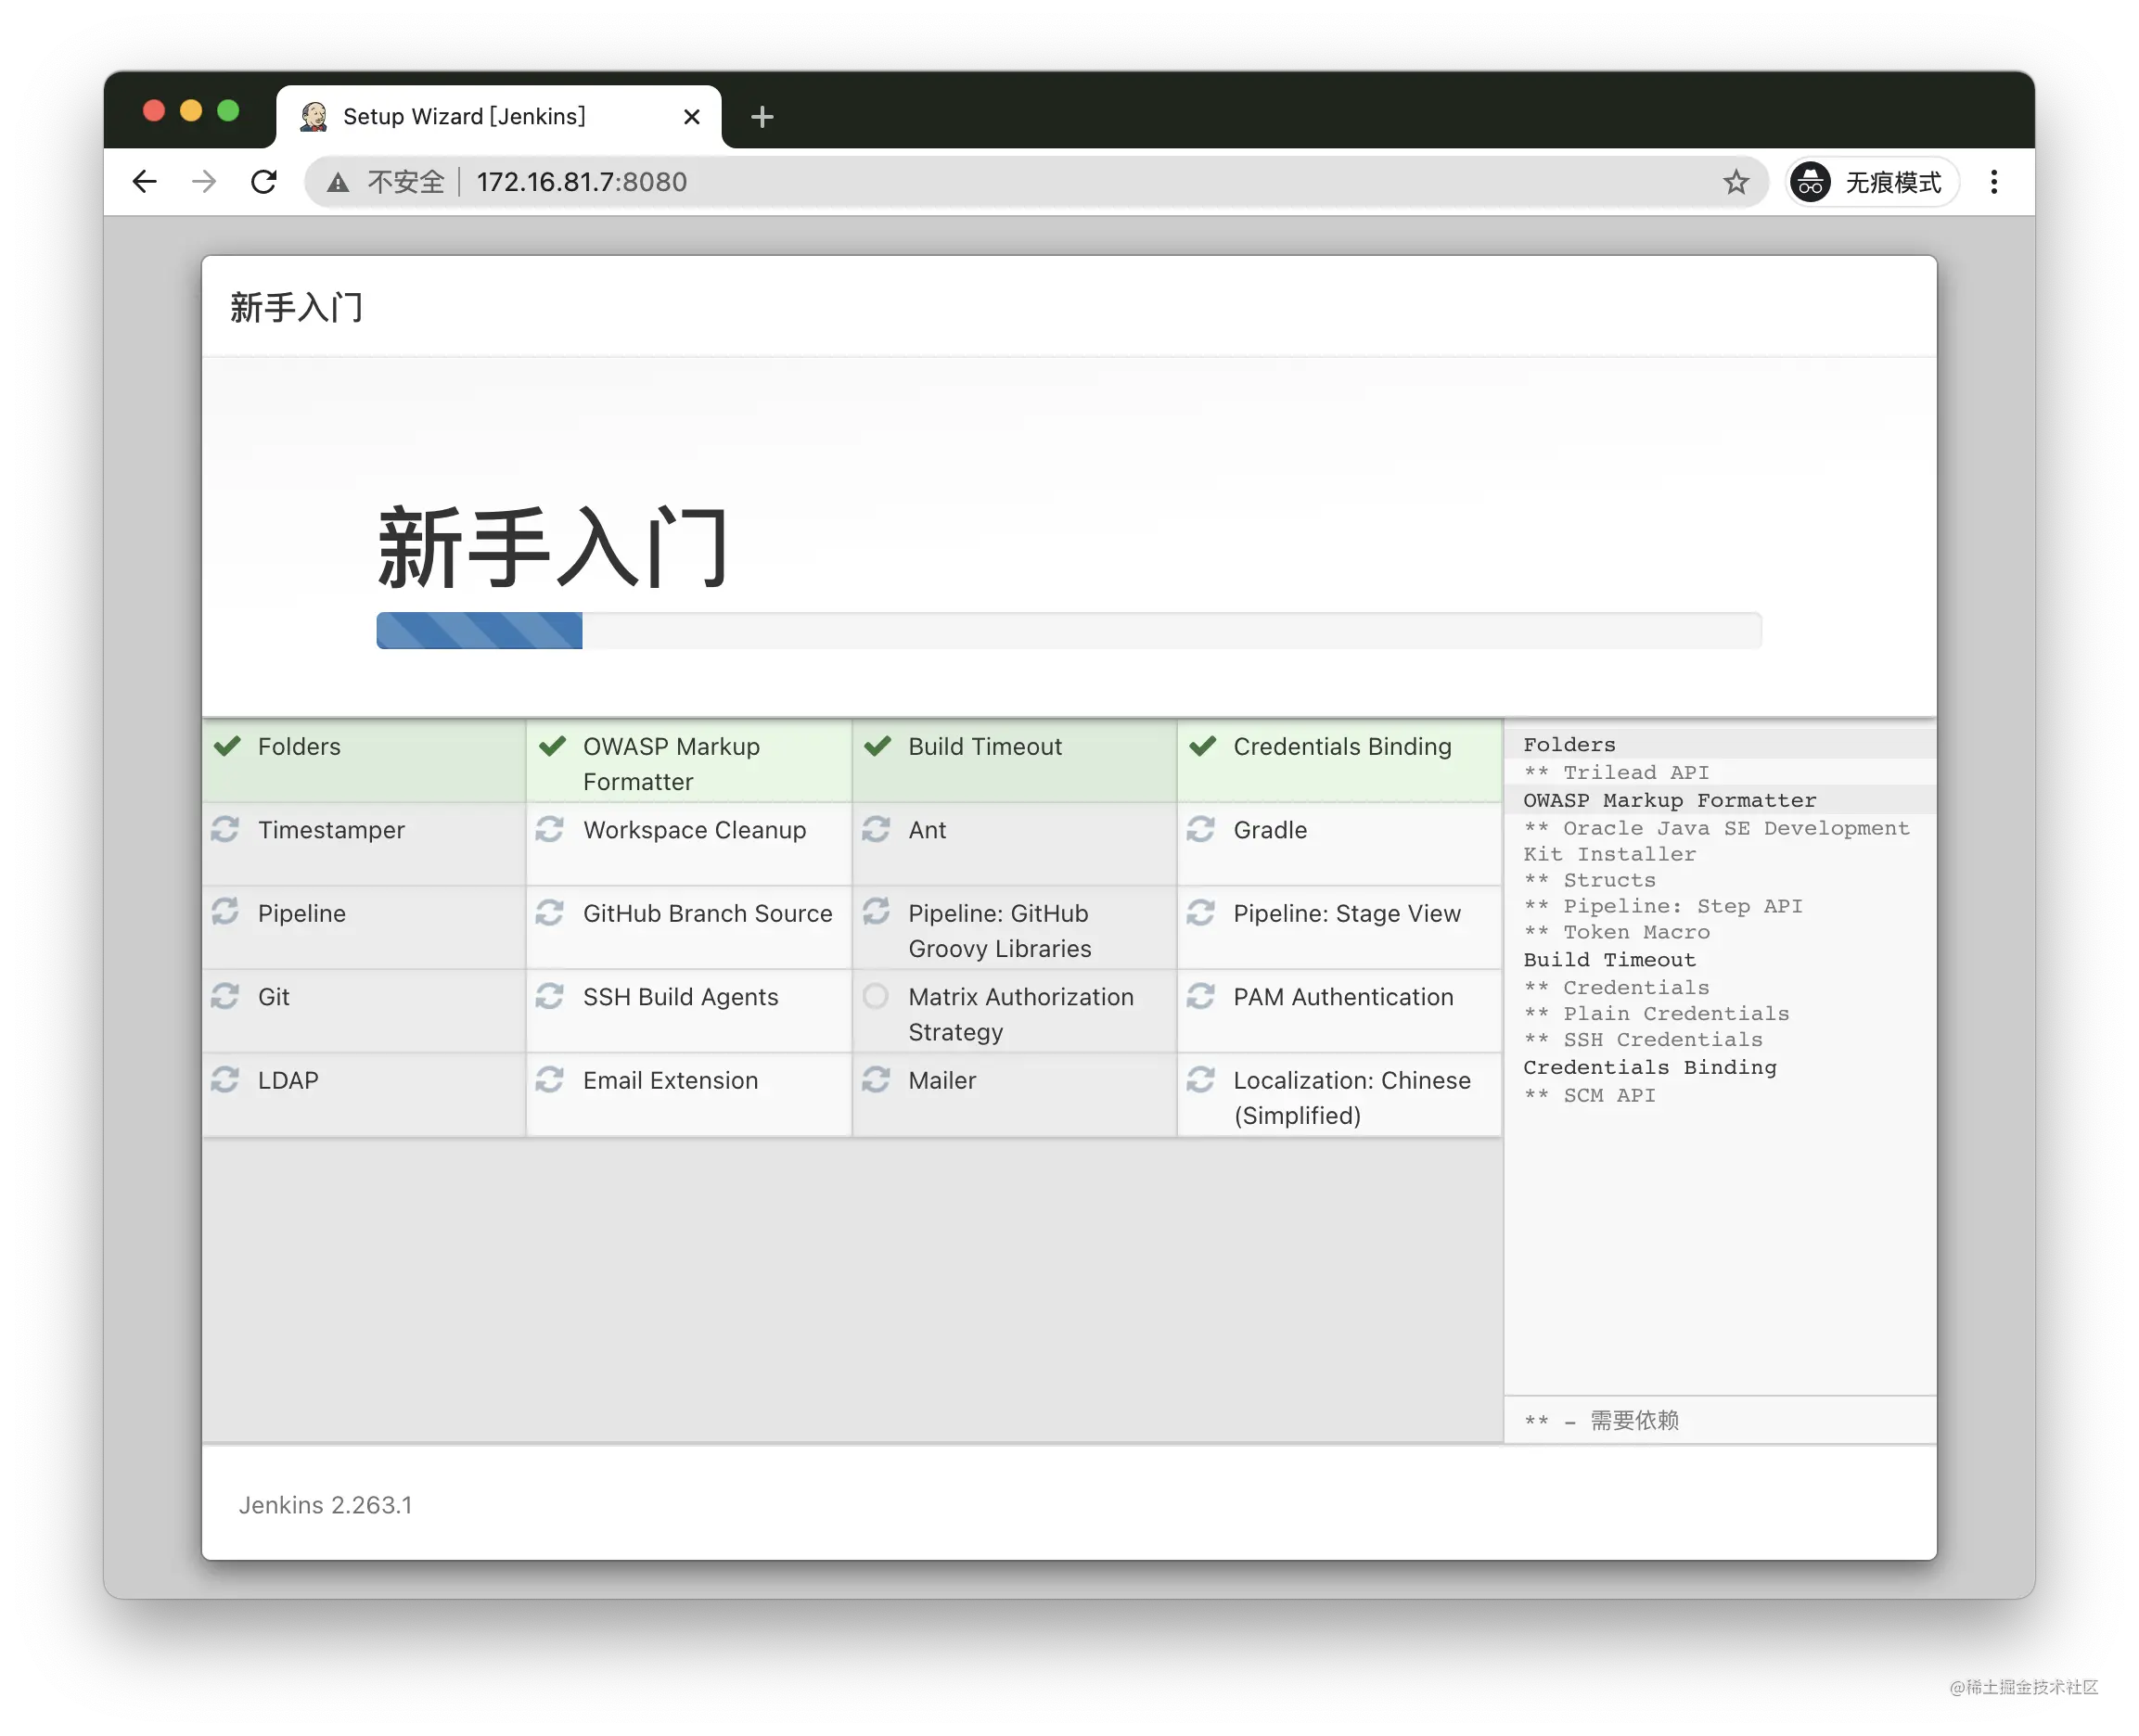 Setup Wizard [Jenkins]
不安全 172.16.81.7:8080
无痕模式
新手入门
新手入门
Folders
OWASP Markup
Formatter
Build Timeout
Credentials Binding
Timestamper
Workspace Cleanup
Ant
Gradle
Pipeline
GitHub Branch Source
Pipeline: GitHub
Groovy Libraries
Pipeline: Stage View
Git
SSH Build Agents
Matrix Authorization
Strategy
PAM Authentication
LDAP
Email Extension
Mailer
Localization: Chinese
(Simplified)
Folders
** Trilead API
OWASP Markup Formatter
** Oracle Java SE Development
Kit Installer
** Structs
** Pipeline: Step API
** Token Macro
Build Timeout
** Credentials
** Plain Credentials
** SSH Credentials
Credentials Binding
** SCM API
** - 需要依赖
Jenkins 2.263.1
@稀土掘金技术社区